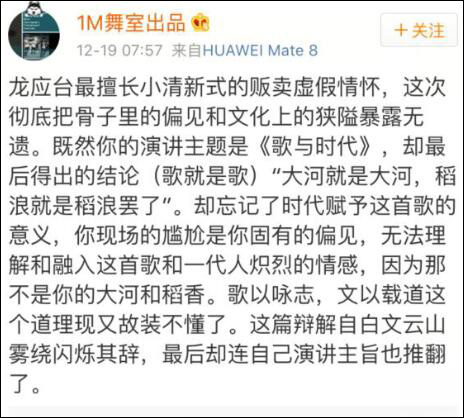 1M舞室出品
12-19 07:57 来自HUAWEI Mate 8
+关注
龙应台最擅长小清新式的贩卖虚假情怀，这次
彻底把骨子里的偏见和文化上的狭隘暴露无
遗。既然你的演讲主题是《歌与时代》，却最
后得出的结论（歌就是歌）“大河就是大河，稻
浪就是稻浪罢了”。却忘记了时代赋予这首歌的
意义，你现场的尴尬是你固有的偏见，无法理
解和融入这首歌和一代人炽烈的情感，因为那
不是你的大河和稻香。歌以咏志，文以载道这
个道理现又故装不懂了。这篇辩解自白文云山
雾绕闪烁其辞，最后却连自己演讲主旨也推翻
了。